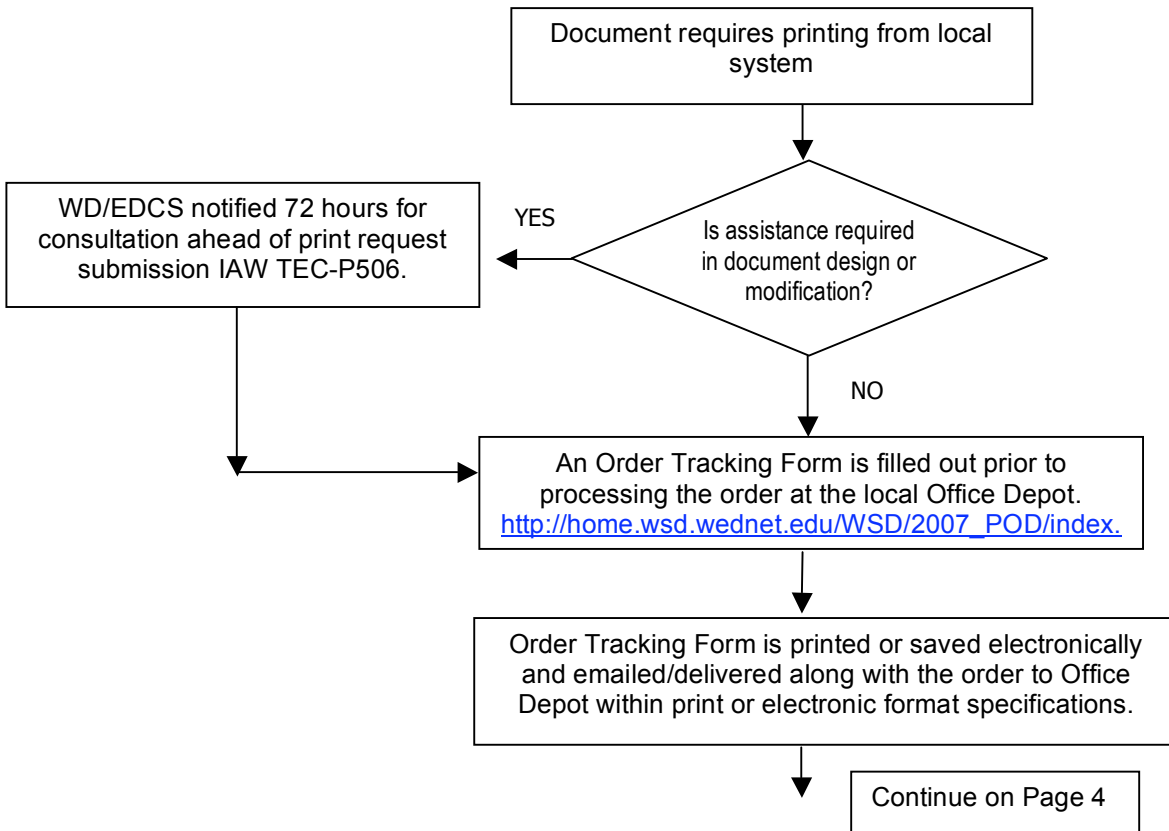 Document requires printing from local
system
WD/EDCS notified 72 hours for
consultation ahead of print request
submission IAW TEC-P506.
YES
Is assistance required
in document design or
modification?
NO
An Order Tracking Form is filled out prior to
processing the order at the local Office Depot.
http://home.wsd.wednet.edu/WSD/2007_POD/index.
Order Tracking Form is printed or saved electronically
and emailed/delivered along with the order to Office
Depot within print or electronic format specifications.
Continue on Page 4